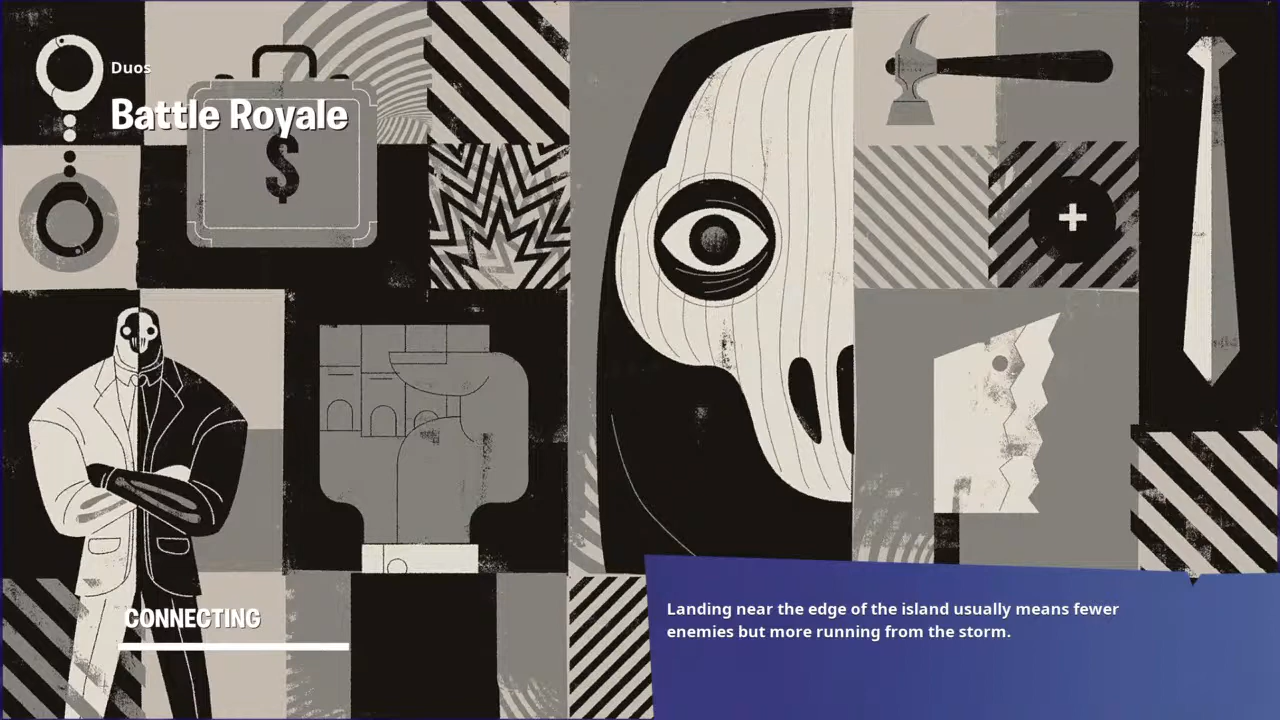 Duos
Battle Royale
$
CONNECTING
Landing near the edge of the island usually means fewer
enemies but more running from the storm.